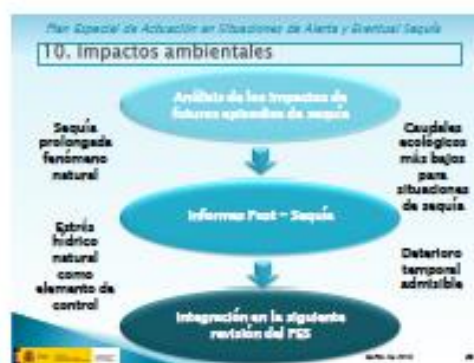 Plan Especial de Actuación en Situaciones de Alerta y Eventual Sequía
10. Impactos ambientales
Análisis de los impactos de
futuros episodios de sequía
Sequía
prolongada
fenómeno
natural
Caudales
ecológicos
más bajos
para
situaciones
de sequía
Informes Post – Sequía
Estrés
hídrico
natural
como
elemento de
control
Deterioro
temporal
admisible
Integración en la siguiente
revisión del PES